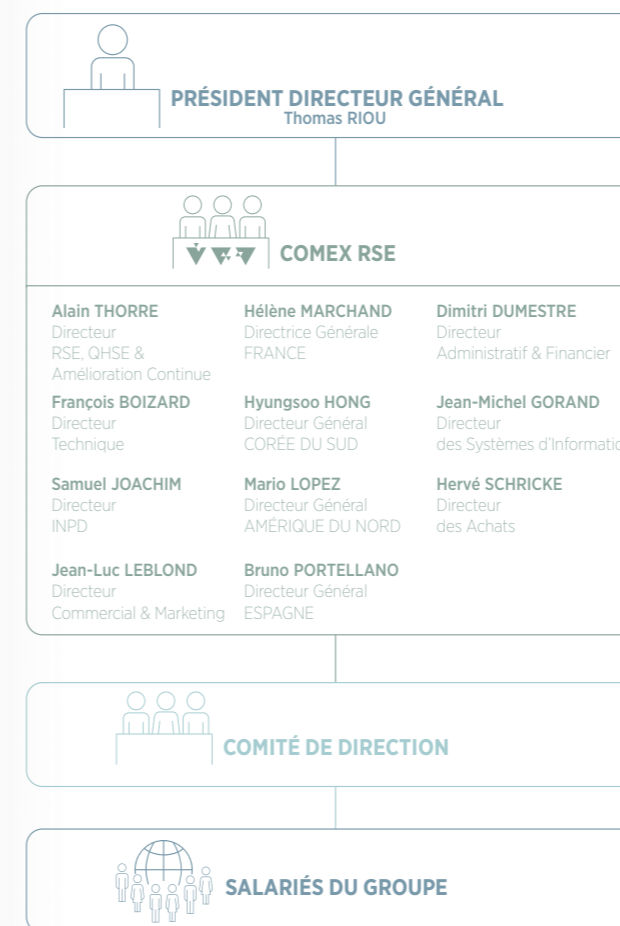 PRÉSIDENT DIRECTEUR GÉNÉRAL
Thomas RIOU
COMEX RSE
Alain THORRE
Directeur
RSE, QHSE &
Amélioration Continue
Hélène MARCHAND
Directrice Générale
FRANCE
Dimitri DUMESTRE
Directeur
Administratif & Financier
François BOIZARD
Directeur
Technique
Hyungsoo HONG
Directeur Général
CORÉE DU SUD
Jean-Michel GORAND
Directeur
des Systèmes d'Informatio
Samuel JOACHIM
Directeur
INPD
Mario LOPEZ
Directeur Général
AMÉRIQUE DU NORD
Hervé SCHRICKE
Directeur
des Achats
Jean-Luc LEBLOND
Directeur
Commercial & Marketing
Bruno PORTELLANO
Directeur Général
ESPAGNE
COMITÉ DE DIRECTION
SALARIÉS DU GROUPE